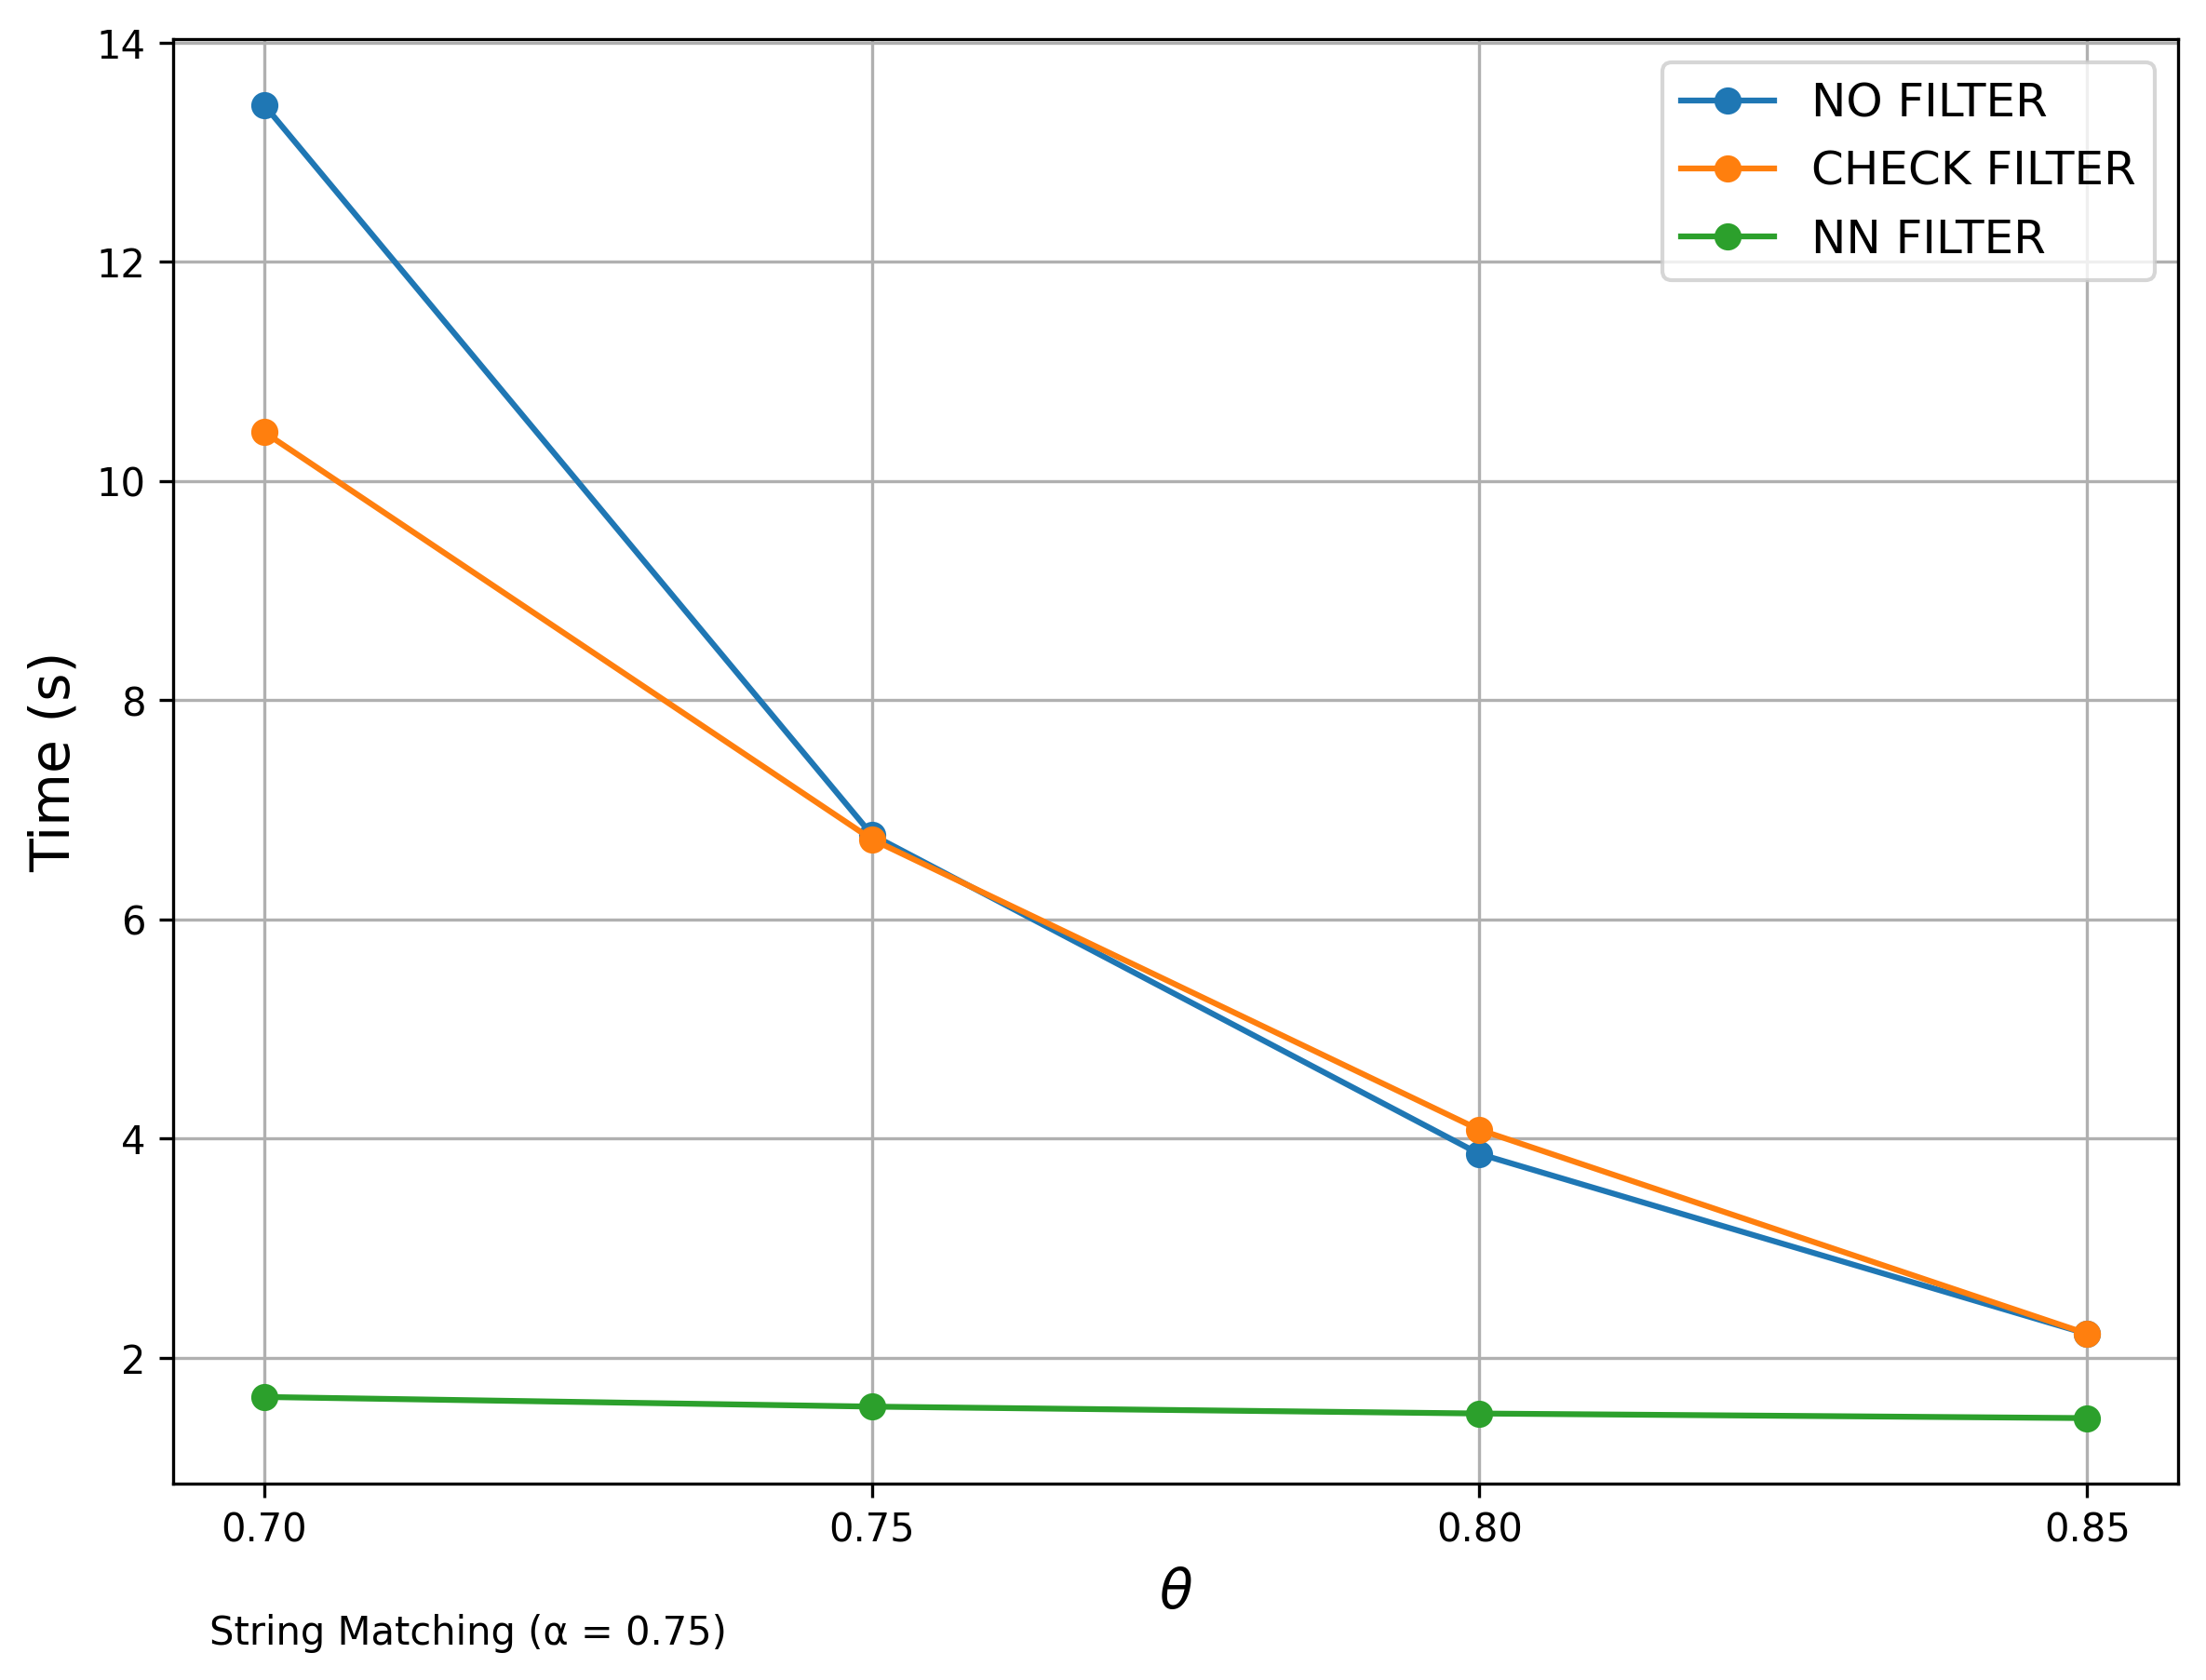 14
12
10
8
6
4
2
Time (s)
NO FILTER
CHECK FILTER
NN FILTER
0.70 0.75 0.80 0.85
θ
String Matching (α = 0.75)